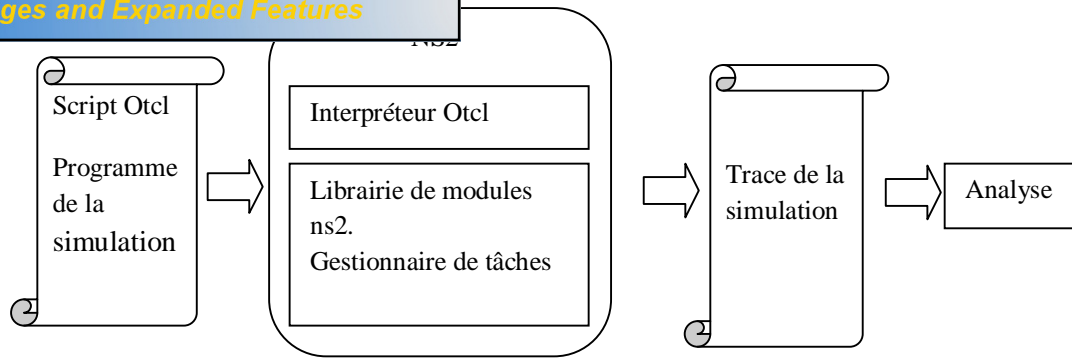 ges and Expanded Features
NS2
Script Otcl
Programme
de la
simulation
Interpréteur Otcl
Librairie de modules
ns2.
Gestionnaire de tâches
Trace de la
simulation
Analyse